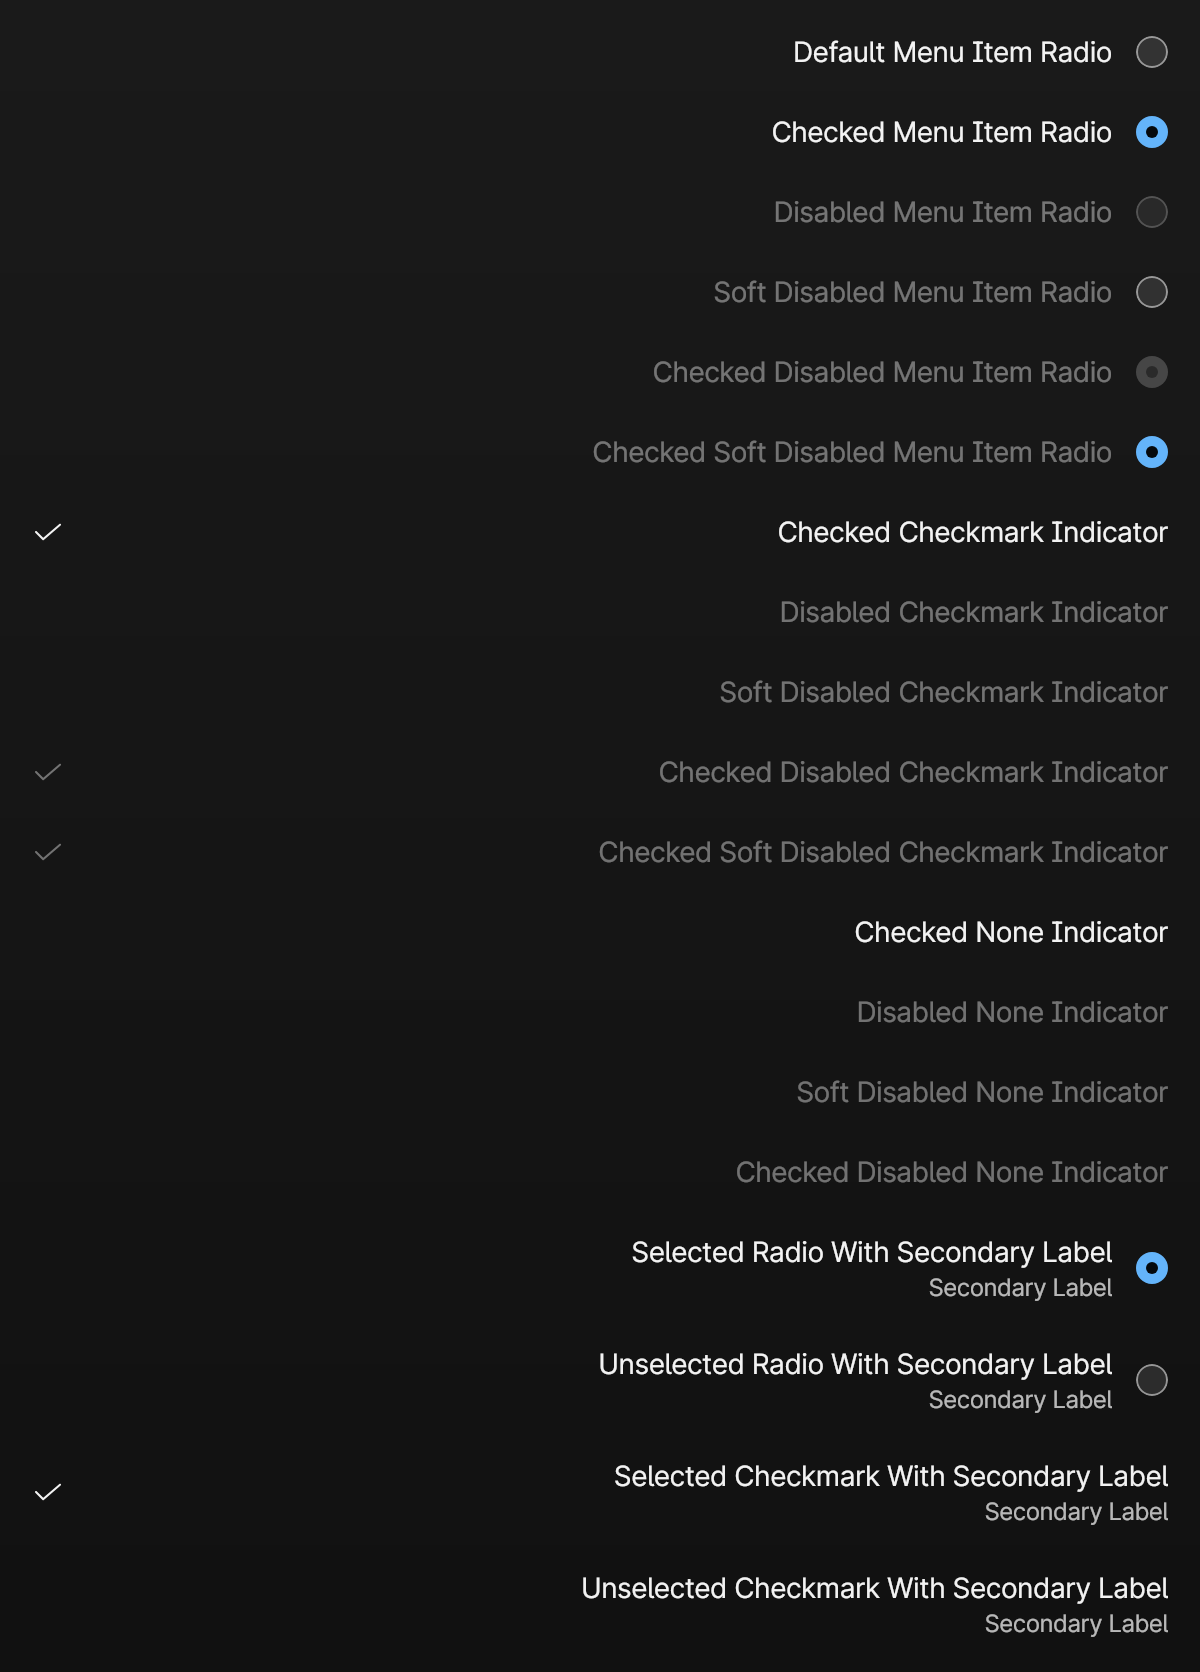 Default Menu Item Radio
Checked Menu Item Radio
Disabled Menu Item Radio
Soft Disabled Menu Item Radio
Checked Disabled Menu Item Radio
Checked Soft Disabled Menu Item Radio
Checked Checkmark Indicator
Disabled Checkmark Indicator
Soft Disabled Checkmark Indicator
Checked Disabled Checkmark Indicator
Checked Soft Disabled Checkmark Indicator
Checked None Indicator
Disabled None Indicator
Soft Disabled None Indicator
Checked Disabled None Indicator
Selected Radio With Secondary Label
Secondary Label
Unselected Radio With Secondary Label
Secondary Label
Selected Checkmark With Secondary Label
Secondary Label
Unselected Checkmark With Secondary Label
Secondary Label